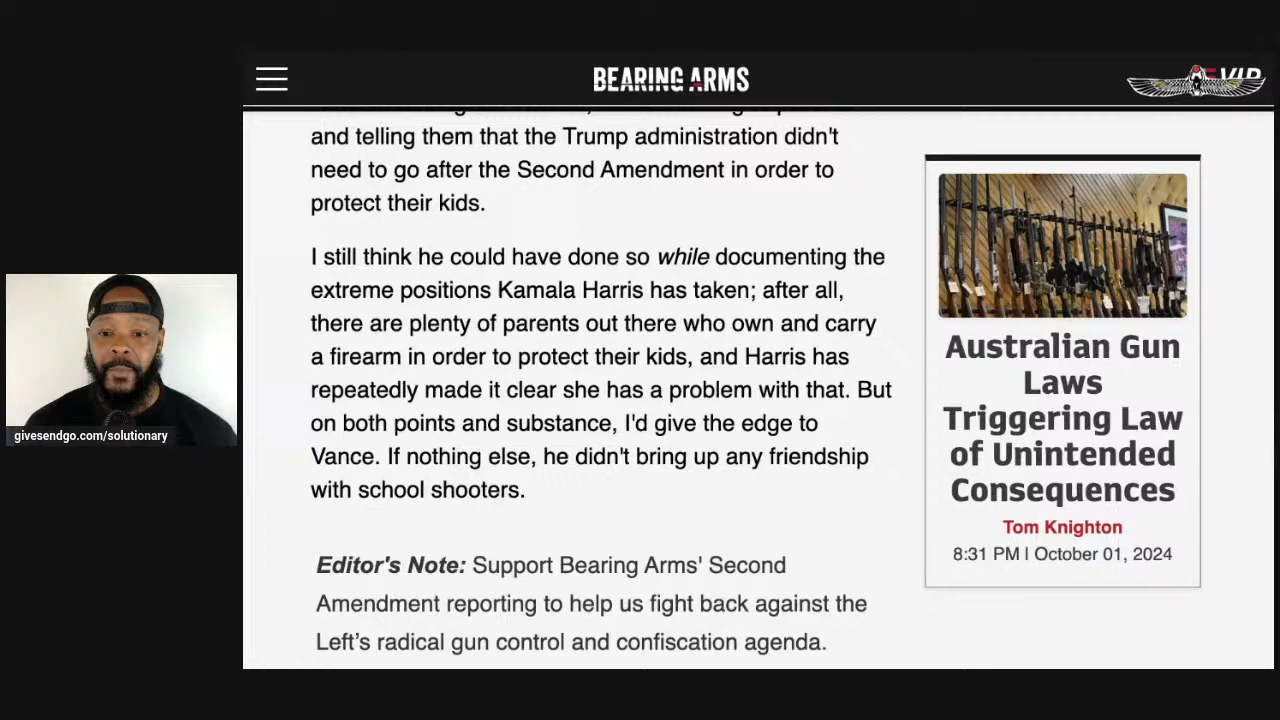 BEARING ARMS
VIP
and telling them that the Trump administration didn't
need to go after the Second Amendment in order to
protect their kids.
I still think he could have done so while documenting the
extreme positions Kamala Harris has taken; after all,
there are plenty of parents out there who own and carry
a firearm in order to protect their kids, and Harris has
repeatedly made it clear she has a problem with that. But
on both points and substance, I'd give the edge to
Vance. If nothing else, he didn't bring up any friendship
with school shooters.
Editor's Note: Support Bearing Arms' Second
Amendment reporting to help us fight back against the
Left’s radical gun control and confiscation agenda.
Australian Gun
Laws
Triggering Law
of Unintended
Consequences
Tom Knighton
8:31 PM | October 01, 2024
givesendgo.com/solutionary